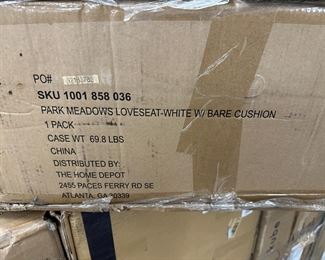 PO#
SKU 1001 858 036
PARK MEADOWS LOVESEAT-WHITE W/ BARE CUSHION
1 PACK
CASE WT 69.8 LBS
CHINA
DISTRIBUTED BY:
THE HOME DEPOT
2455 PACES FERRY RD SE
ATLANTA, GA 30339